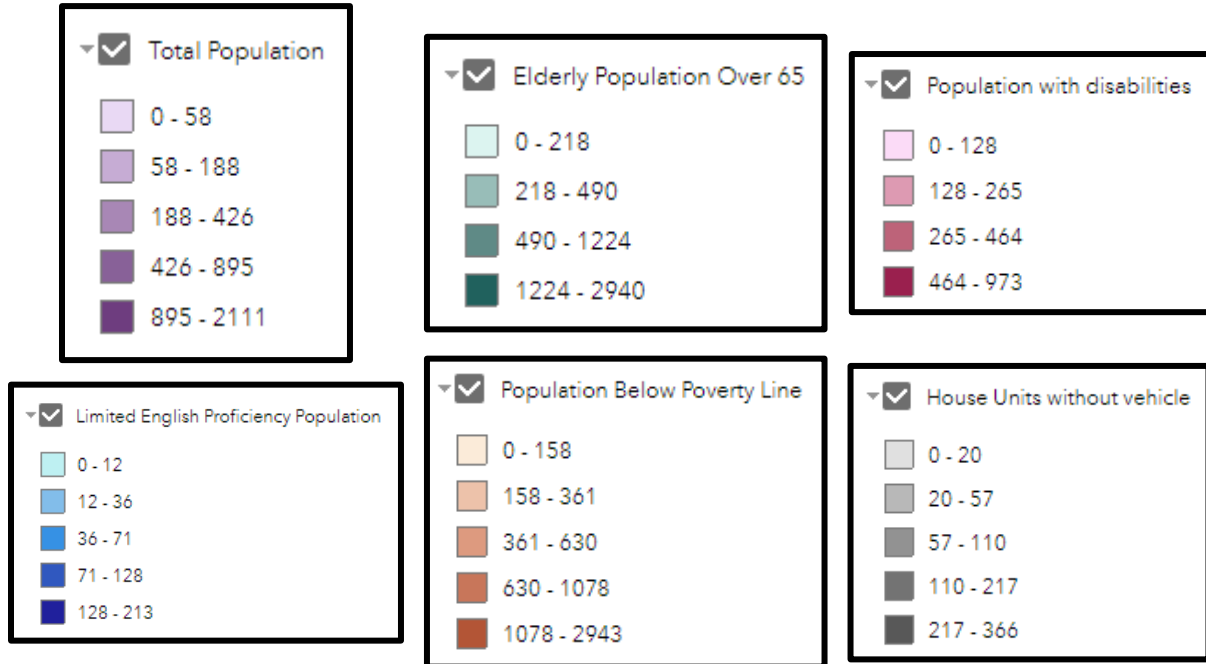 Total Population
0 - 58
58 - 188
188 - 426
426 - 895
895 - 2111
Elderly Population Over 65
0 - 218
218 - 490
490 - 1224
1224 - 2940
Population with disabilities
0 - 128
128 - 265
265 - 464
464 - 973
Limited English Proficiency Population
0 - 12
12 - 36
36 - 71
71 - 128
128 - 213
Population Below Poverty Line
0 - 158
158 - 361
361 - 630
630 - 1078
1078 - 2943
House Units without vehicle
0 - 20
20 - 57
57 - 110
110 - 217
217 - 366